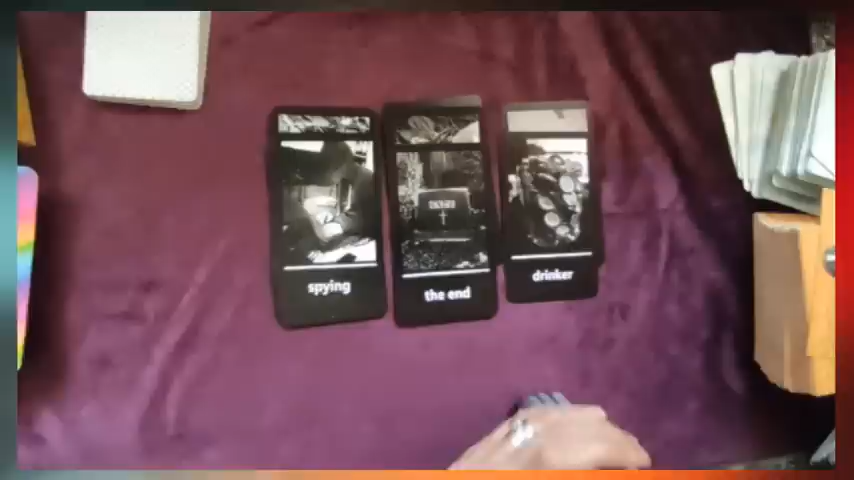 spying
the end
drinker